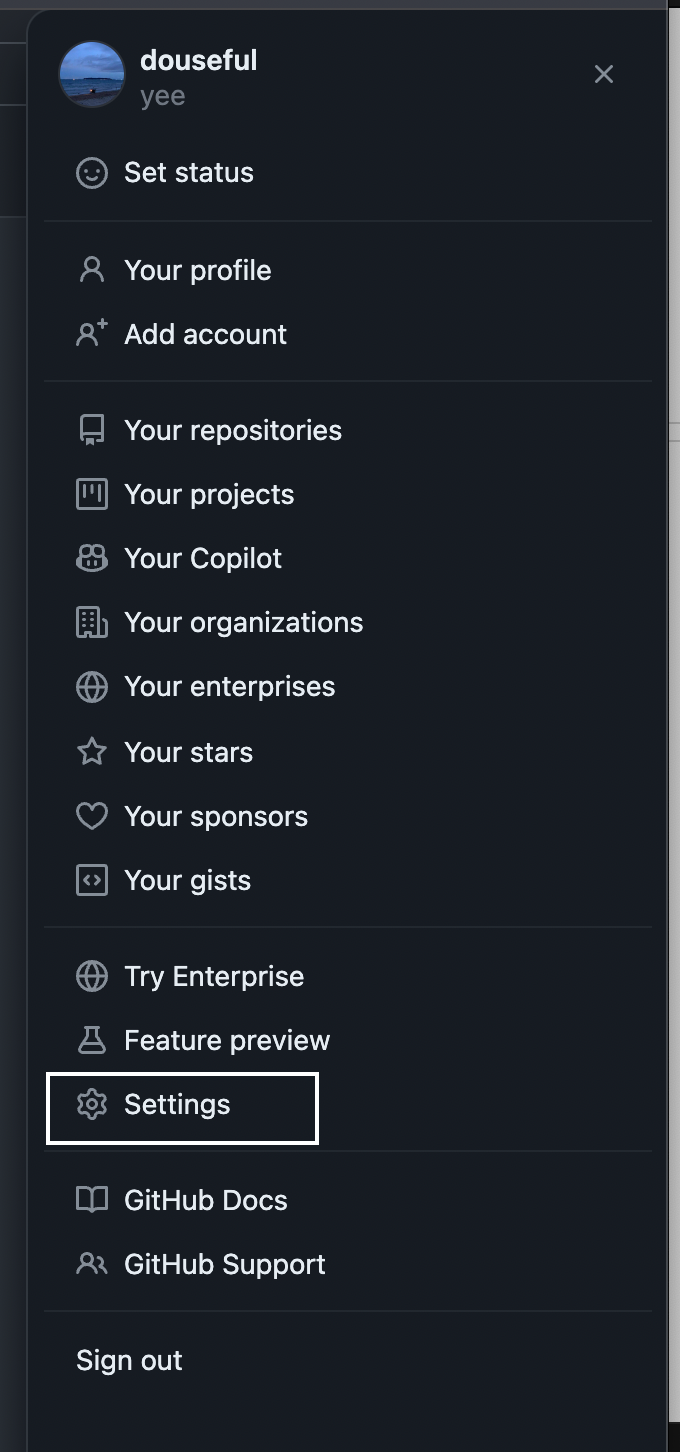 douseful
yee
Set status
Your profile
Add account
Your repositories
Your projects
Your Copilot
Your organizations
Your enterprises
Your stars
Your sponsors
Your gists
Try Enterprise
Feature preview
Settings
GitHub Docs
GitHub Support
Sign out